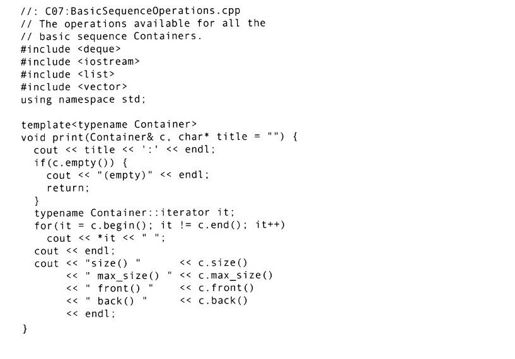 //: C07:BasicSequenceOperations.cpp
// The operations available for all the
// basic sequence Containers.
#include <deque>
#include <iostream>
#include <list>
#include <vector>
using namespace std;

template<typename Container>
void print(Container& c, char* title = "") {
  cout << title << ':' << endl;
  if(c.empty()) {
    cout << "(empty)" << endl;
    return;
  }
  typename Container::iterator it;
  for(it = c.begin(); it != c.end(); it++)
    cout << *it << " ";
  cout << endl;
  cout << "size() "      << c.size()
       << " max_size() " << c.max_size()
       << " front() "    << c.front()
       << " back() "     << c.back()
       << endl;
}